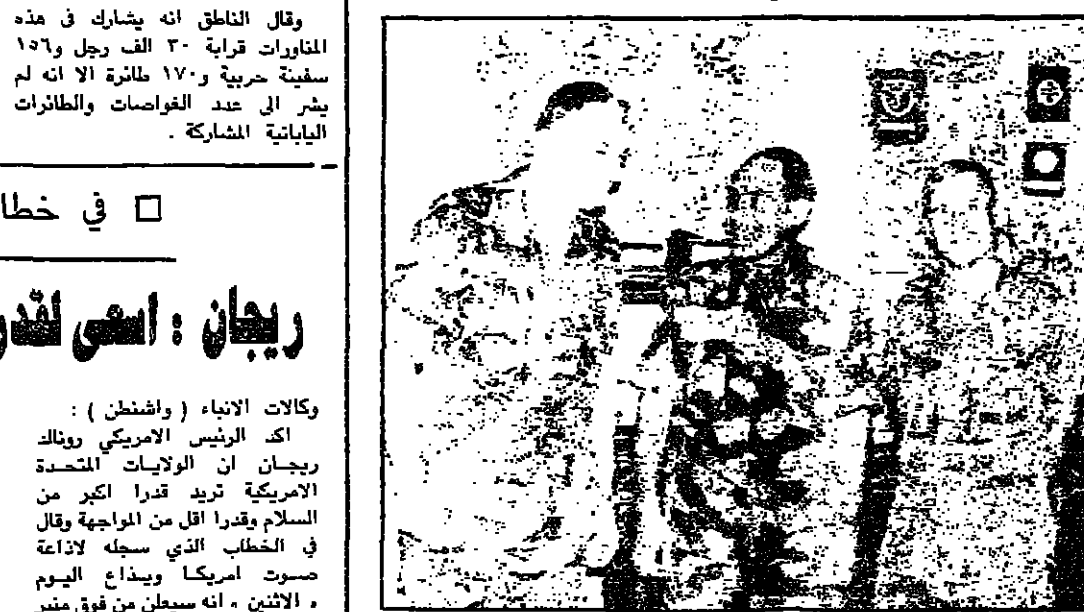 وقال الناطق انه يشارك في هذه
المناورات قرابة ٣٠ الف رجل و١٥٦
سفينة حربية و١٧٠ طائرة الا انه لم
يشر الى عدد الغواصات والطائرات
اليابانية المشاركة .
□ في خطا
ريجان : اسعى لقدر
وكالات الانباء ( واشنطن ) :
اكد الرئيس الامريكي رونالد
ريجان ان الولايات المتحدة
الامريكية تريد قدرا اكبر من
السلام وقدرا اقل من المواجهة وقال
في الخطاب الذي سجله لاذاعة
صوت امريكا ويذاع اليوم
« الاثنين » انه سيعلن من فوق منبر